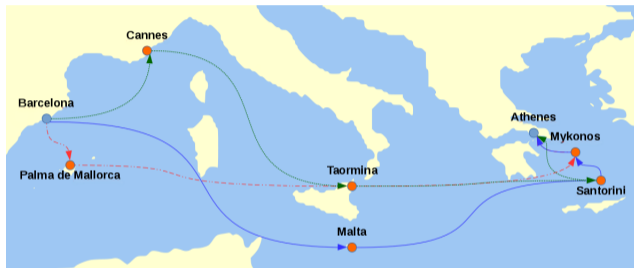 Cannes
Barcelona
Athenes
Mykonos
Palma de Mallorca
Taormina
Santorini
Malta